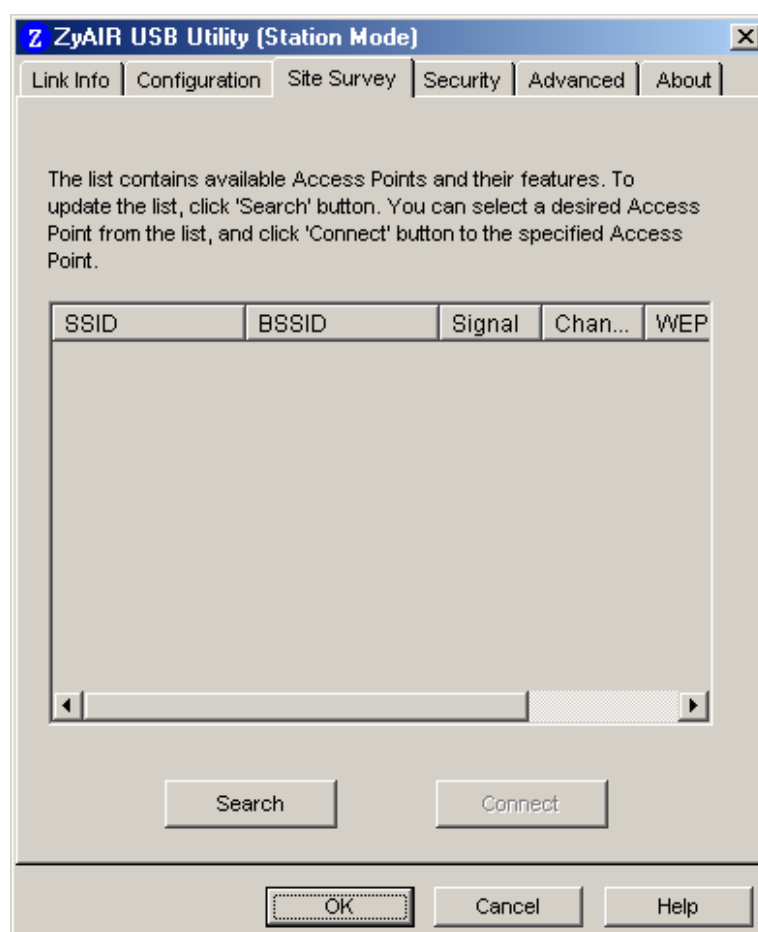 Z ZyAIR USB Utility (Station Mode)
Link Info Configuration Site Survey Security Advanced About
The list contains available Access Points and their features. To
update the list, click 'Search' button. You can select a desired Access
Point from the list, and click 'Connect' button to the specified Access
Point.
SSID BSSID Signal Chan... WEP
Search Connect
OK Cancel Help